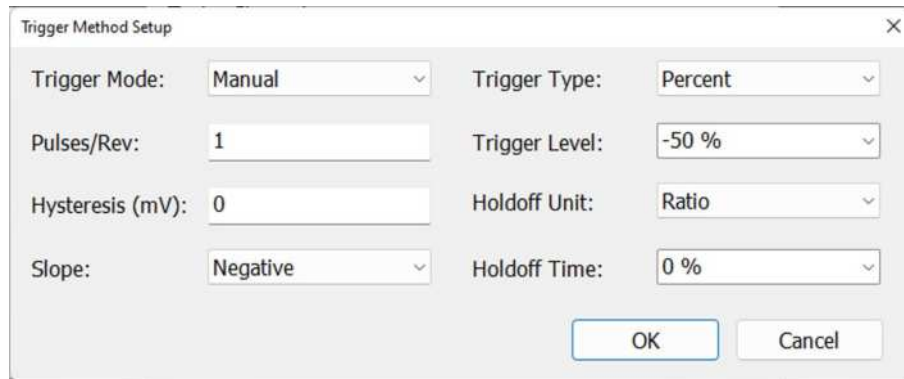 Trigger Method Setup
Trigger Mode: Manual Trigger Type: Percent
Pulses/Rev: 1 Trigger Level: -50 %
Hysteresis (mV): 0 Holdoff Unit: Ratio
Slope: Negative Holdoff Time: 0 %
OK Cancel